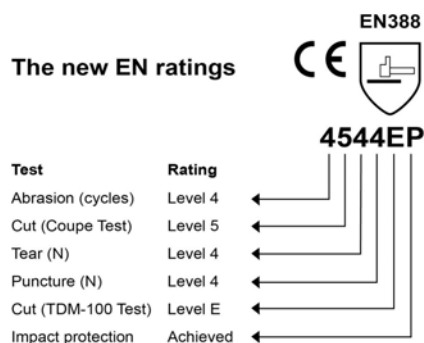 EN388
The new EN ratings CE
4544EP
Test Rating
Abrasion (cycles) Level 4
Cut (Coupe Test) Level 5
Tear (N) Level 4
Puncture (N) Level 4
Cut (TDM-100 Test) Level E
Impact protection Achieved